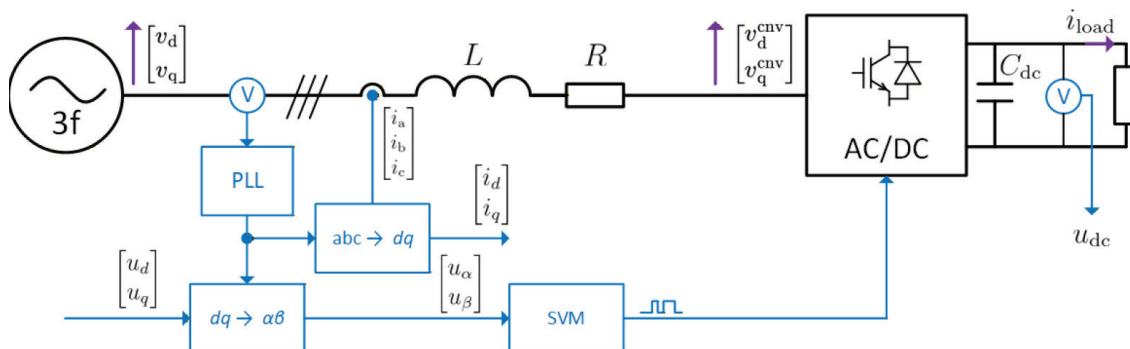 v_d
v_q
L
R
v_d^cnv
v_q^cnv
i_load
C_dc
V
V
3f
i_a
i_b
i_c
AC/DC
PLL
i_d
i_q
abc → dq
u_dc
u_d
u_q
u_α
u_β
dq → αβ
SVM